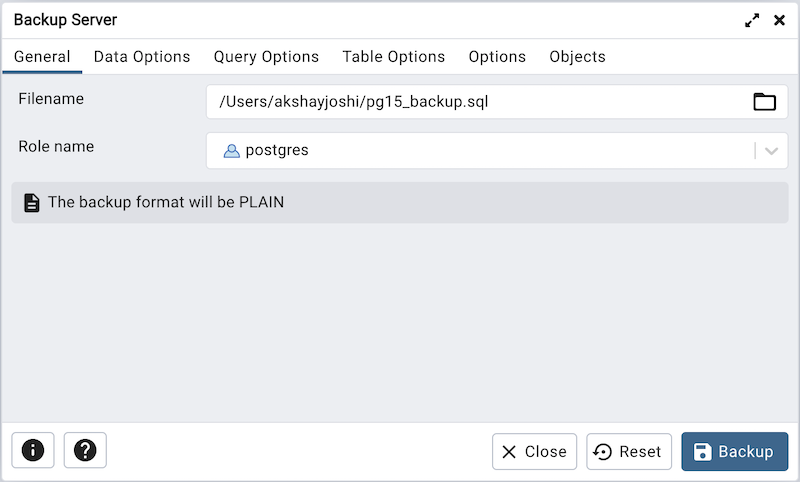 Backup Server
General Data Options Query Options Table Options Options Objects
Filename /Users/akshayjoshi/pg15_backup.sql
Role name postgres
The backup format will be PLAIN
Close Reset Backup